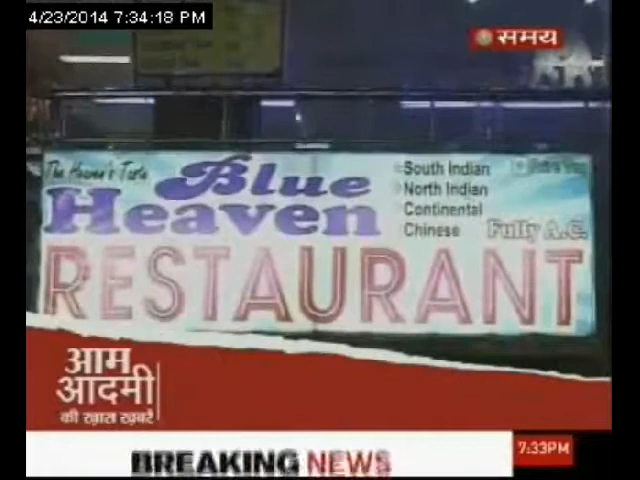 4/23/2014 7:34:18 PM
समय
The Heaven's Taste
Blue
Heaven
South Indian
North Indian
Continental
Chinese
Fully A.C.
RESTAURANT
आम
आदमी
की ख़ास ख़बरें
7:33PM
BREAKING NEWS